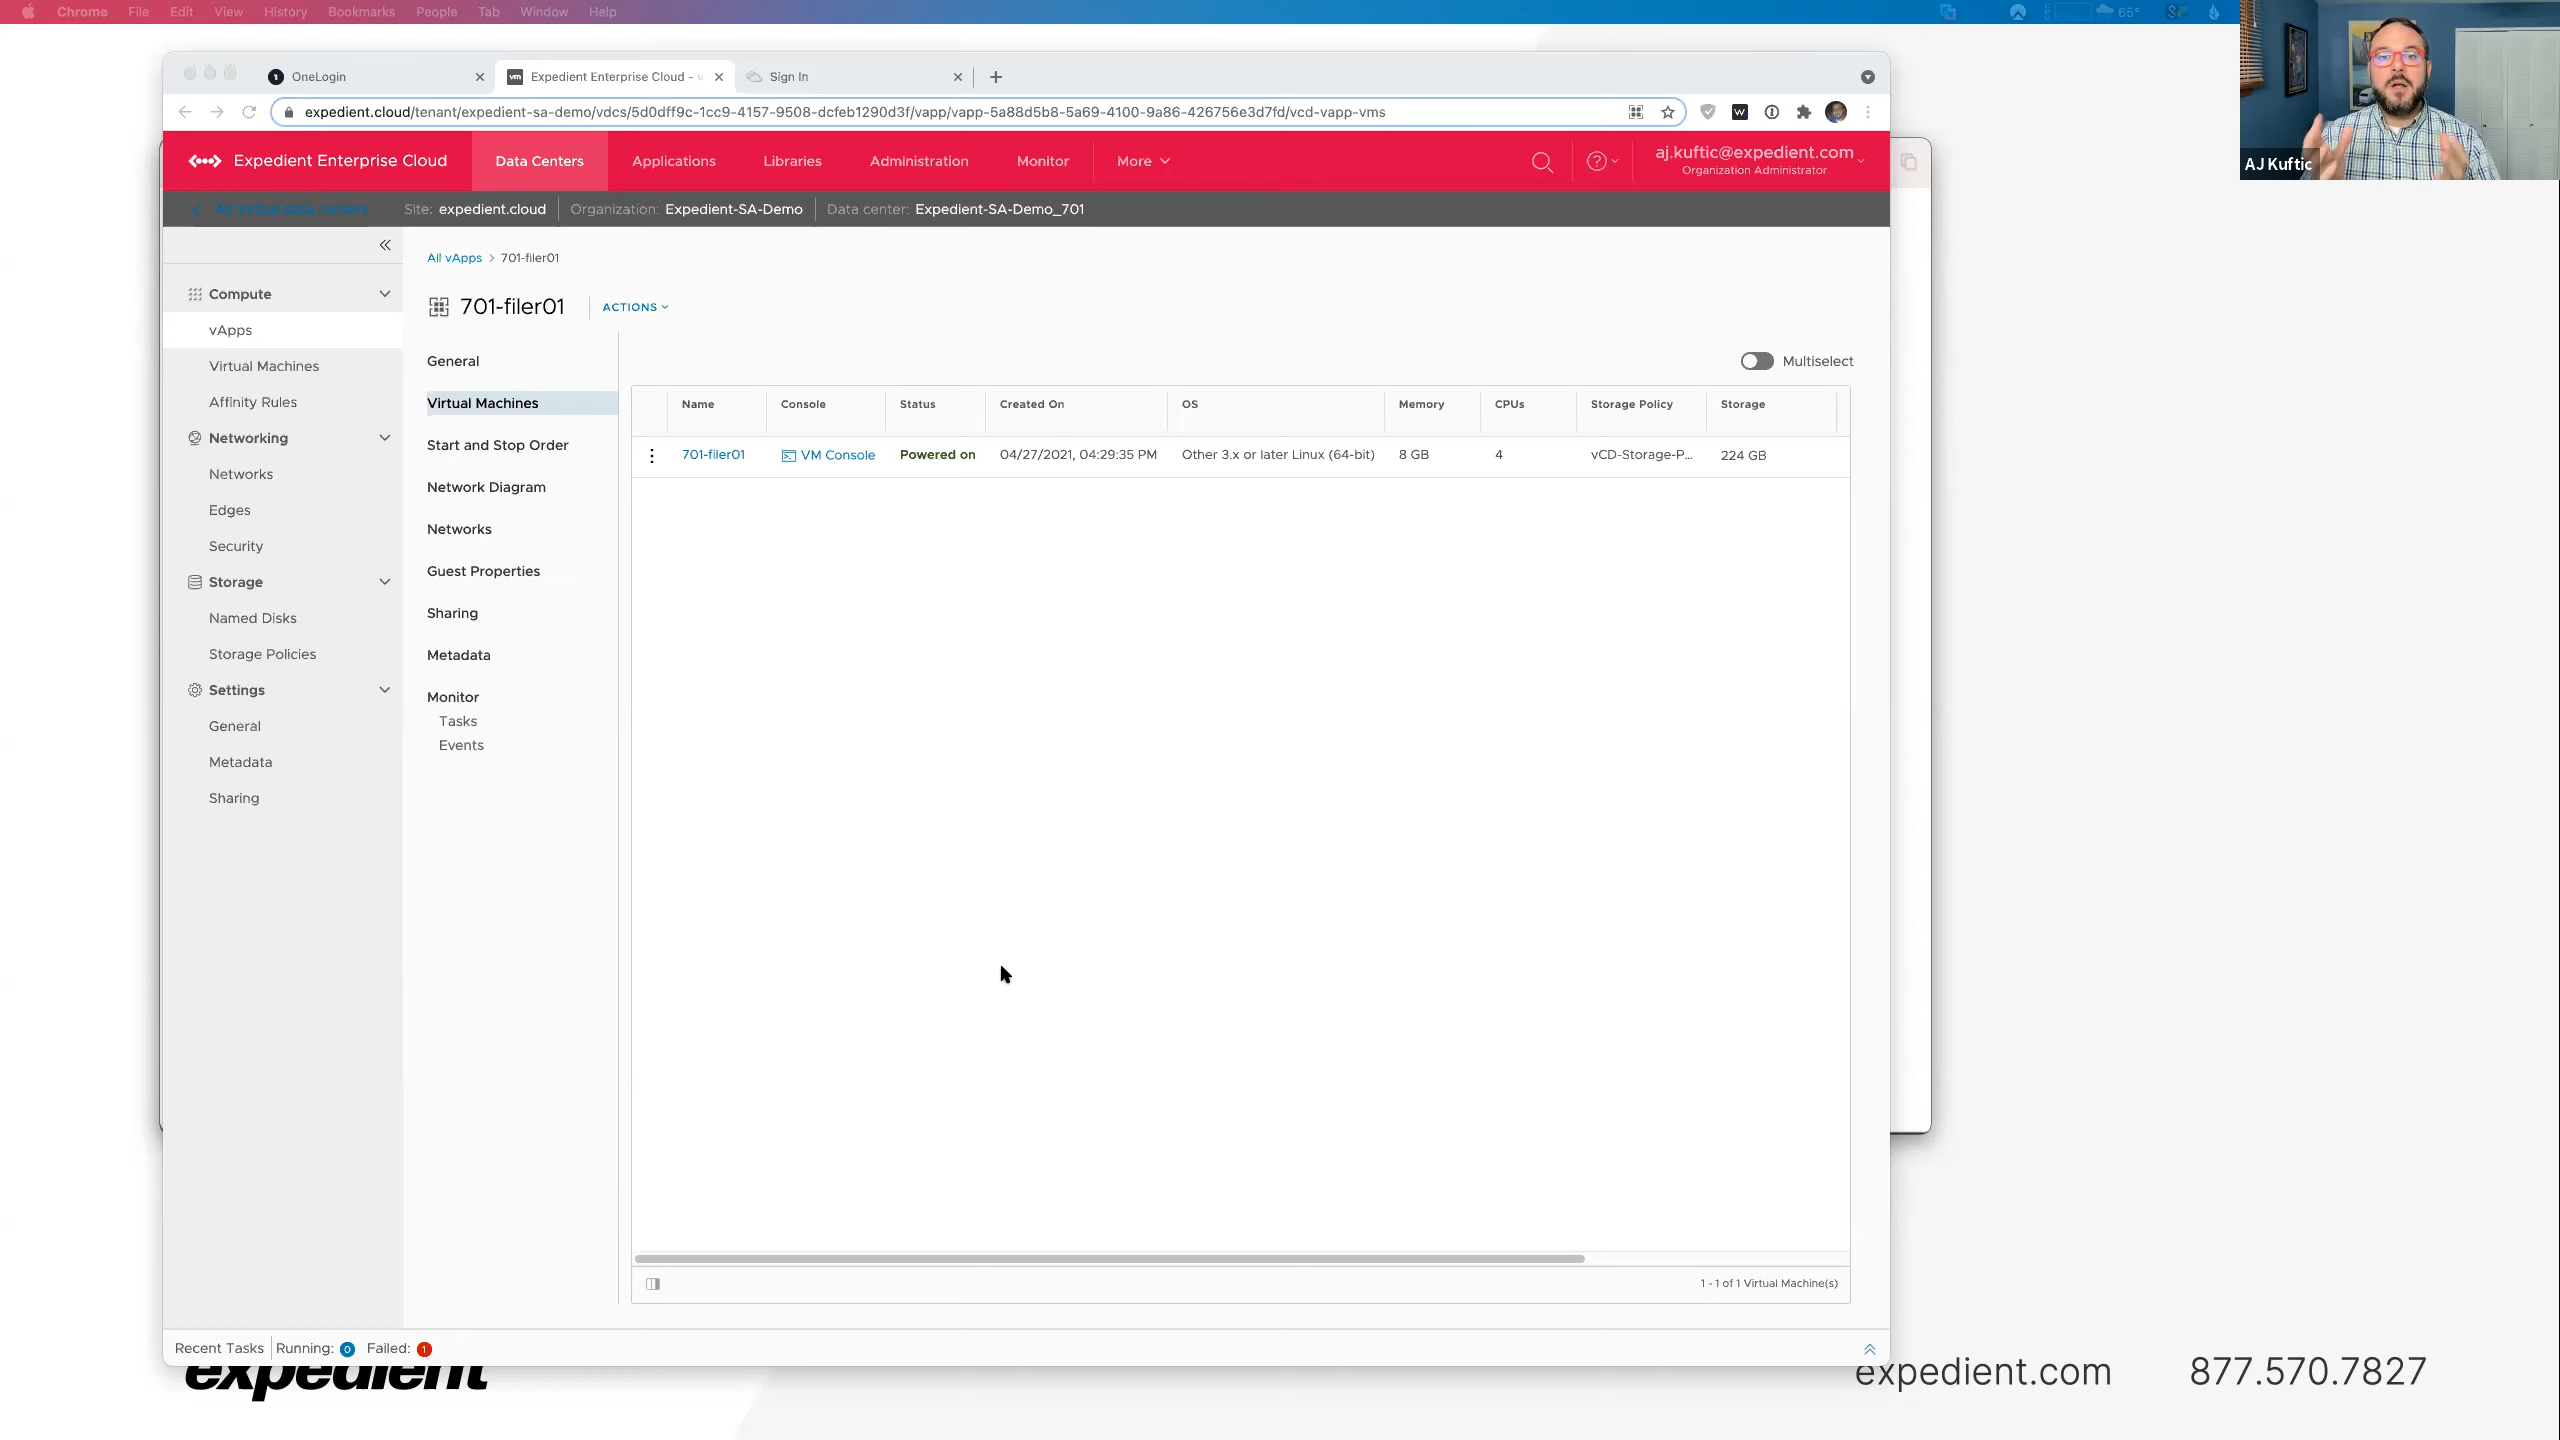 Chrome File Edit View History Bookmarks People Tab Window Help 65°
OneLogin
Expedient Enterprise Cloud -
Sign In
expedient.cloud/tenant/expedient-sa-demo/vdcs/5d0dff9c-1cc9-4157-9508-dcfeb1290d3f/vapp/vapp-5a88d5b8-5a69-4100-9a86-426756e3d7fd/vcd-vapp-vms
AJ Kuftic
Expedient Enterprise Cloud Data Centers Applications Libraries Administration Monitor More
aj.kuftic@expedient.com
Organization Administrator
All virtual data centers Site: expedient.cloud Organization: Expedient-SA-Demo Data center: Expedient-SA-Demo_701
Compute
vApps
Virtual Machines
Affinity Rules
Networking
Networks
Edges
Security
Storage
Named Disks
Storage Policies
Settings
General
Metadata
Sharing
All vApps > 701-filer01
701-filer01 ACTIONS
General
Virtual Machines
Start and Stop Order
Network Diagram
Networks
Guest Properties
Sharing
Metadata
Monitor
Tasks
Events
Multiselect
Name Console Status Created On OS Memory CPUs Storage Policy Storage
701-filer01 VM Console Powered on 04/27/2021, 04:29:35 PM Other 3.x or later Linux (64-bit) 8 GB 4 vCD-Storage-P... 224 GB
1 - 1 of 1 Virtual Machine(s)
Recent Tasks Running: 0 Failed: 1
expedient
expedient.com 877.570.7827